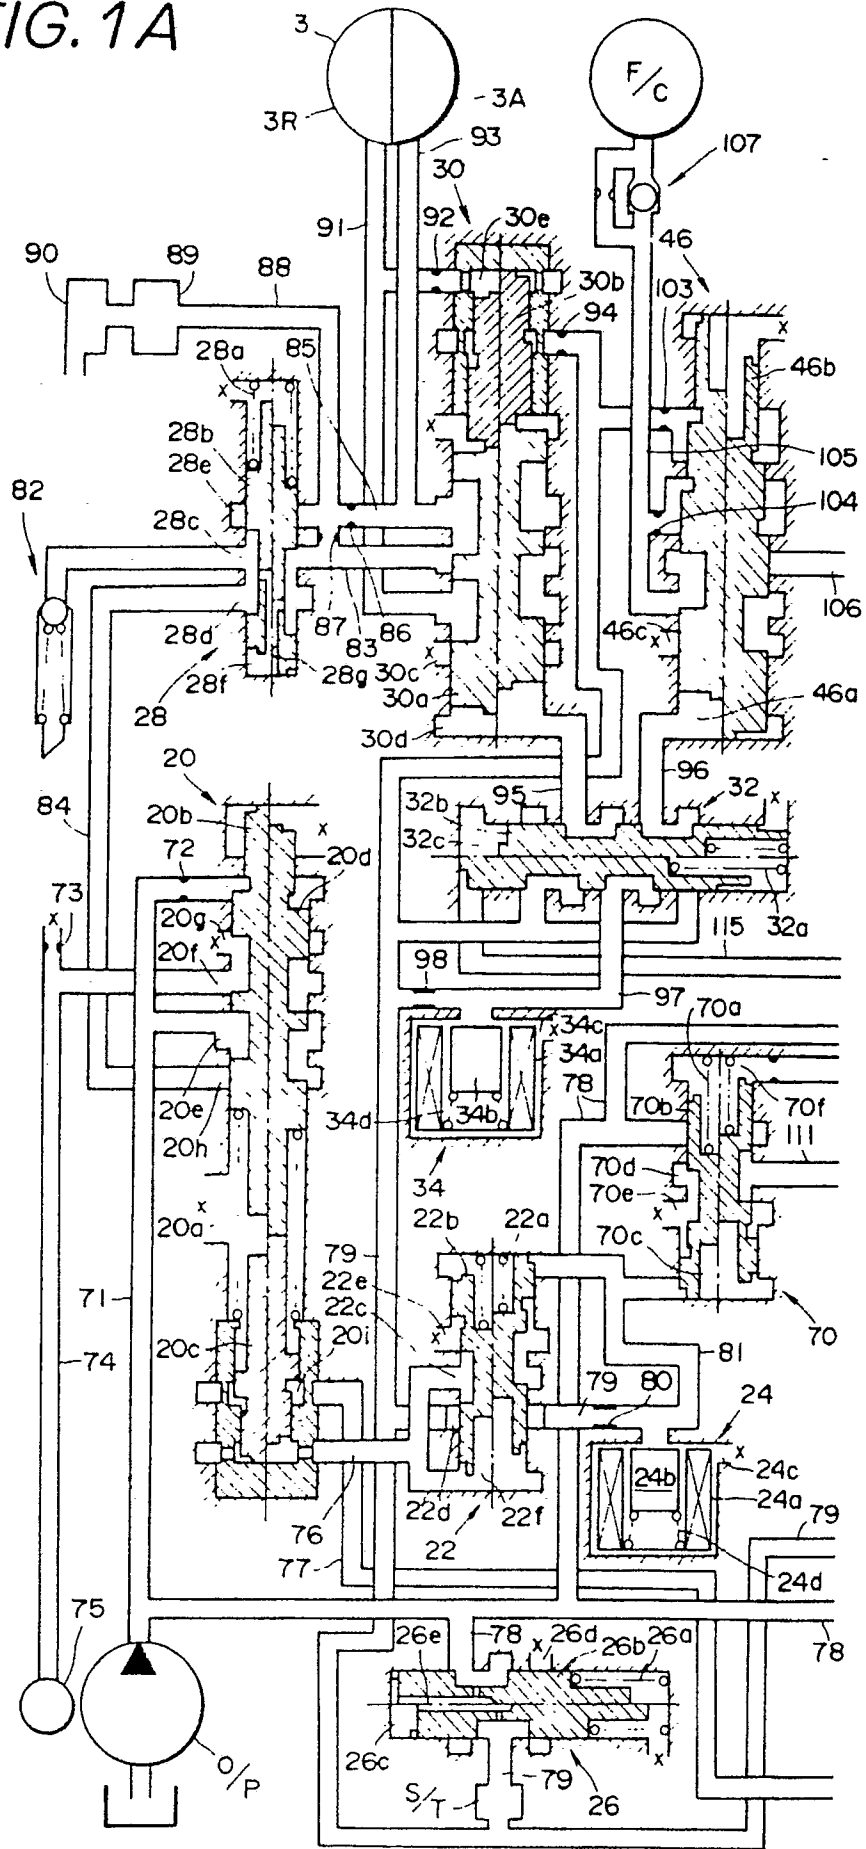 FIG. 1A
3
3R
3A
93
F/C
107
30
91
92
30e
46
90
89
88
30b
94
103
28a
85
x
x
46b
28b
28e
x
105
82
28c
104
106
28d
87
86
83
46c
x
28f
28g
30c
x
28
30a
46a
30d
20
95
96
84
20b
x
32b
32
x
72
32c
20d
73
x
20g
x
20f
32a
115
98
97
70a
34c
x
34a
78
20e
34b
70b
70f
20h
34d
111
34
70d
70e
x
x
20a
22b
22a
79
22e
70c
71
22c
x
70
74
20c
20i
81
79
80
24
x
24b
24c
22d
22f
24a
76
22
79
77
24d
75
26e
78
x
26d
26b
26a
78
26c
x
O/P
S/T
79
26